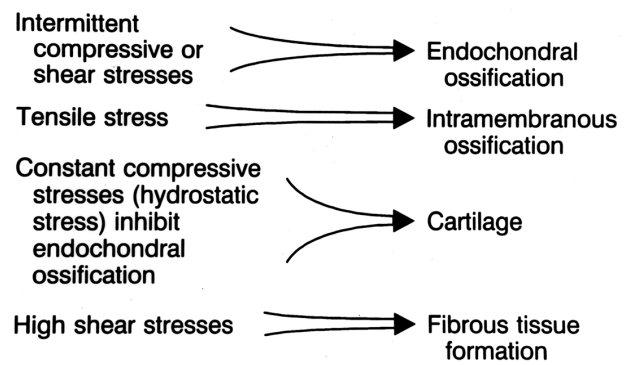 Intermittent
compressive or
shear stresses
Endochondral
ossification
Tensile stress
Intramembranous
ossification
Constant compressive
stresses (hydrostatic
stress) inhibit
endochondral
ossification
Cartilage
High shear stresses
Fibrous tissue
formation